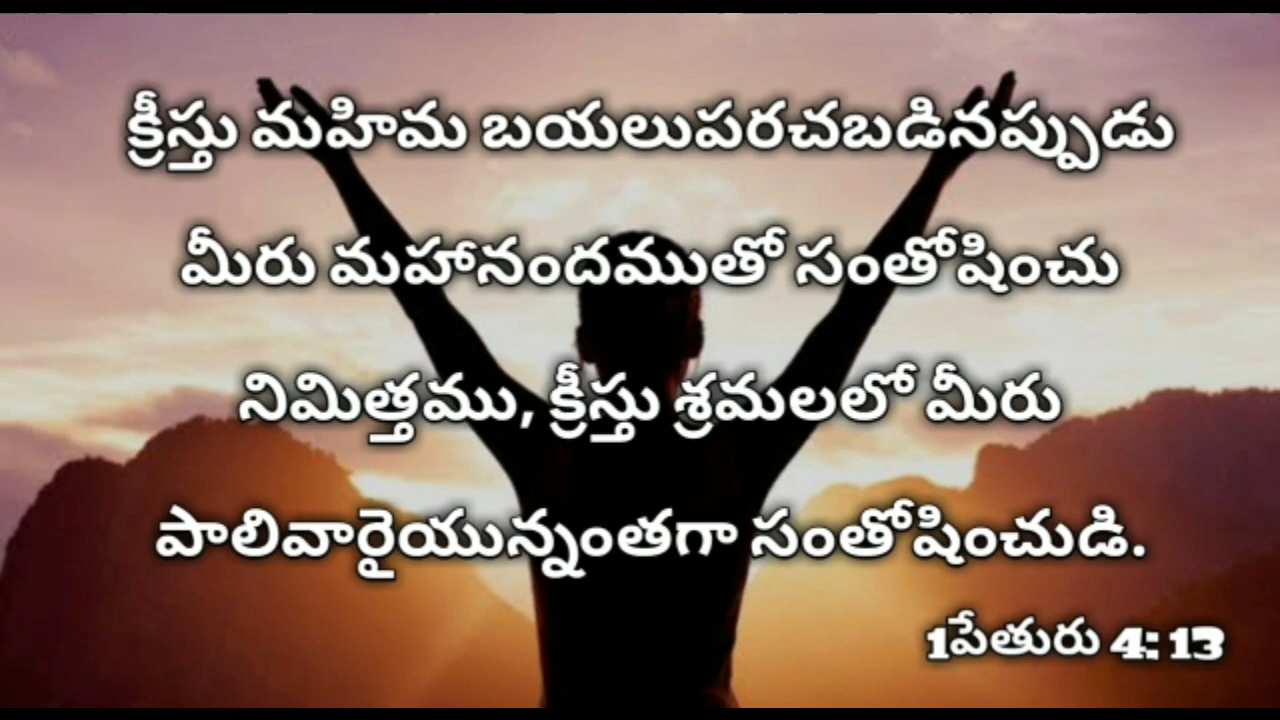 క్రీస్తు మహిమ బయలుపరచబడినప్పుడు
మీరు మహానందముతో సంతోషించు
నిమిత్తము, క్రీస్తు శ్రమలలో మీరు
పాలివారైయున్నంతగా సంతోషించుడి.
1పేతురు 4: 13